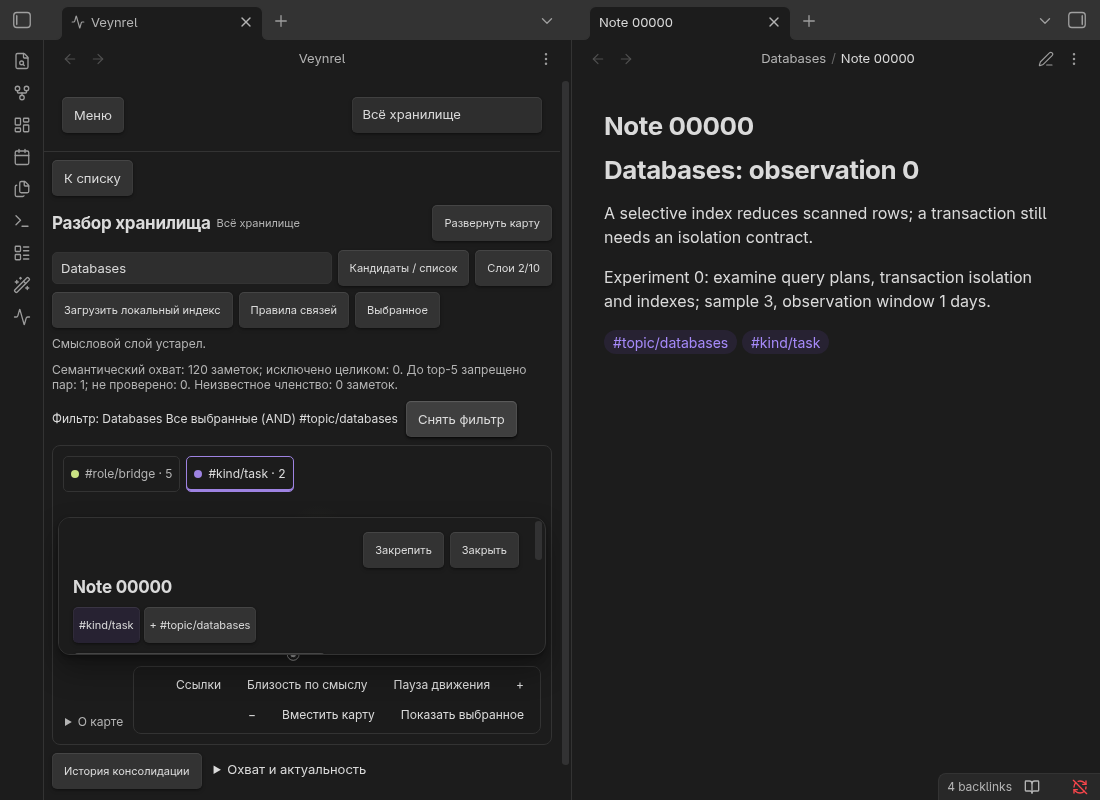 Veynrel
Note 00000
Veynrel
Databases / Note 00000
Меню
Всё хранилище
К списку
Разбор хранилища Всё хранилище
Развернуть карту
Databases
Кандидаты / список
Слои 2/10
Загрузить локальный индекс
Правила связей
Выбранное
Смысловой слой устарел.
Семантический охват: 120 заметок; исключено целиком: 0. До top-5 запрещено
пар: 1; не проверено: 0. Неизвестное членство: 0 заметок.
Фильтр: Databases Все выбранные (AND) #topic/databases
Снять фильтр
#role/bridge · 5
#kind/task · 2
Закрепить
Закрыть
Note 00000
#kind/task
+ #topic/databases
Ссылки
Близость по смыслу
Пауза движения
+
−
Вместить карту
Показать выбранное
О карте
История консолидации
Охват и актуальность
Note 00000
Databases: observation 0
A selective index reduces scanned rows; a transaction still
needs an isolation contract.
Experiment 0: examine query plans, transaction isolation
and indexes; sample 3, observation window 1 days.
#topic/databases #kind/task
4 backlinks